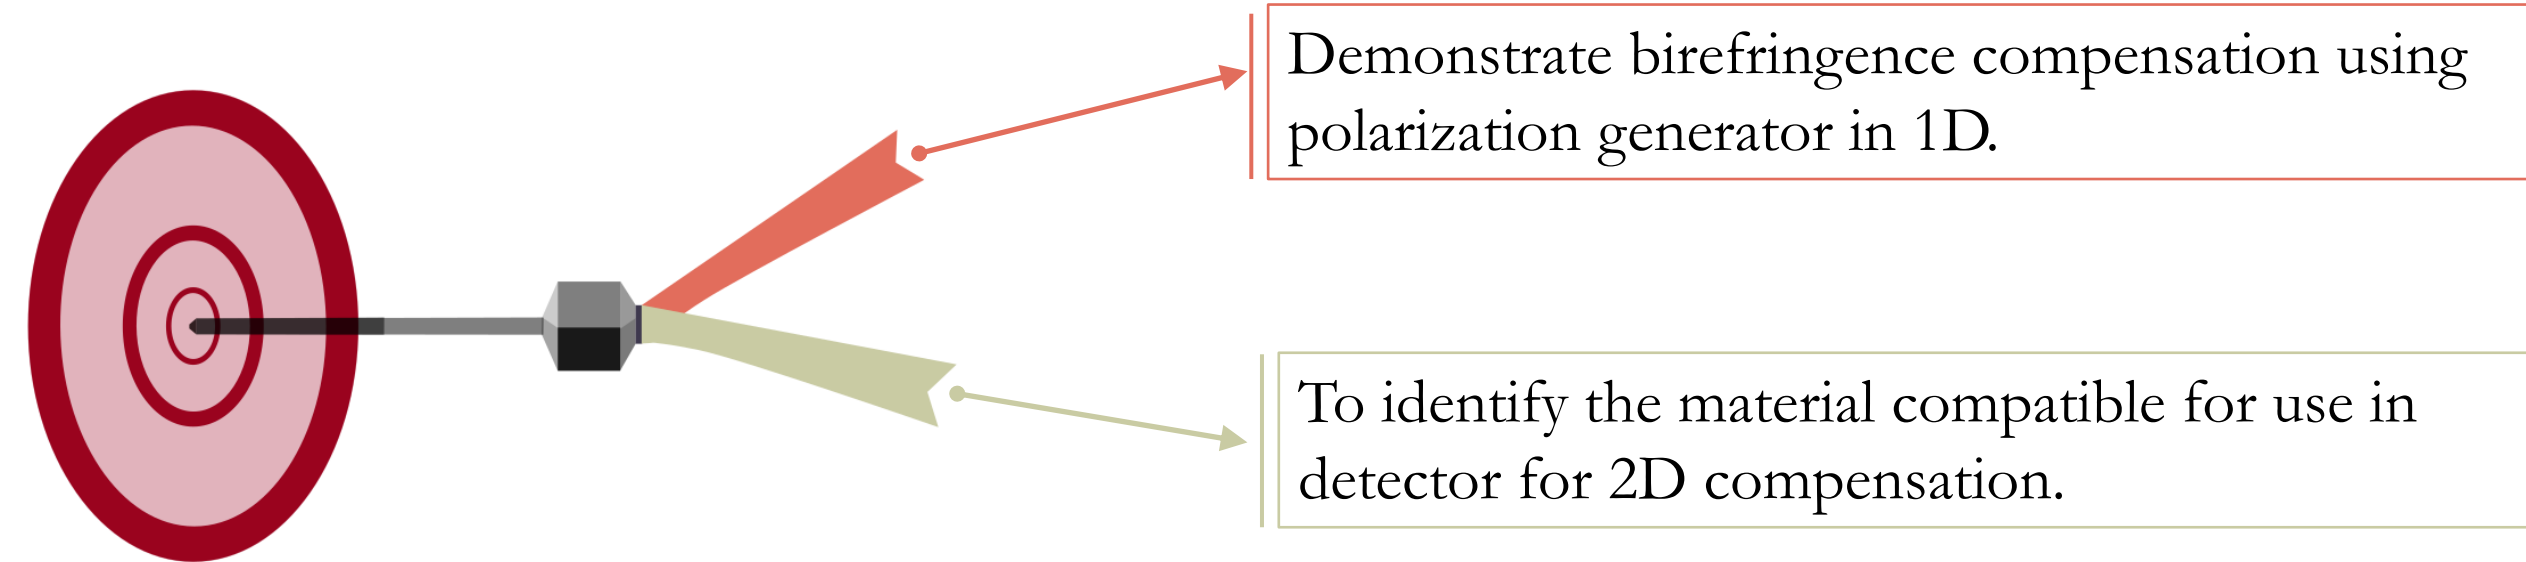 Demonstrate birefringence compensation using
polarization generator in 1D.
To identify the material compatible for use in
detector for 2D compensation.